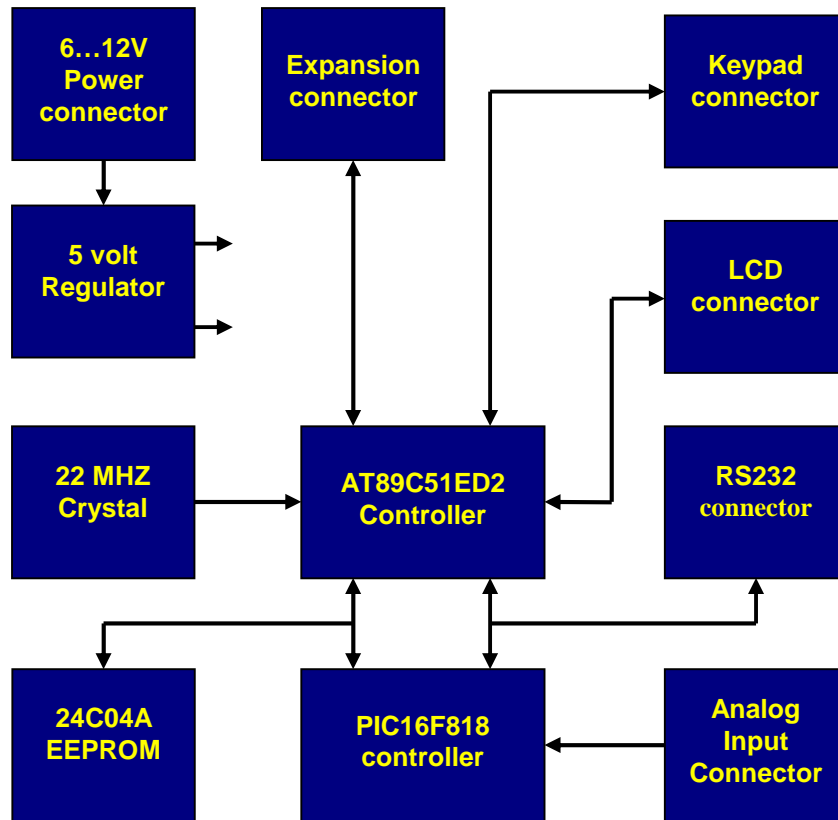 6…12V
Power
connector
Expansion
connector
Keypad
connector
5 volt
Regulator
LCD
connector
22 MHZ
Crystal
AT89C51ED2
Controller
RS232
connector
24C04A
EEPROM
PIC16F818
controller
Analog
Input
Connector